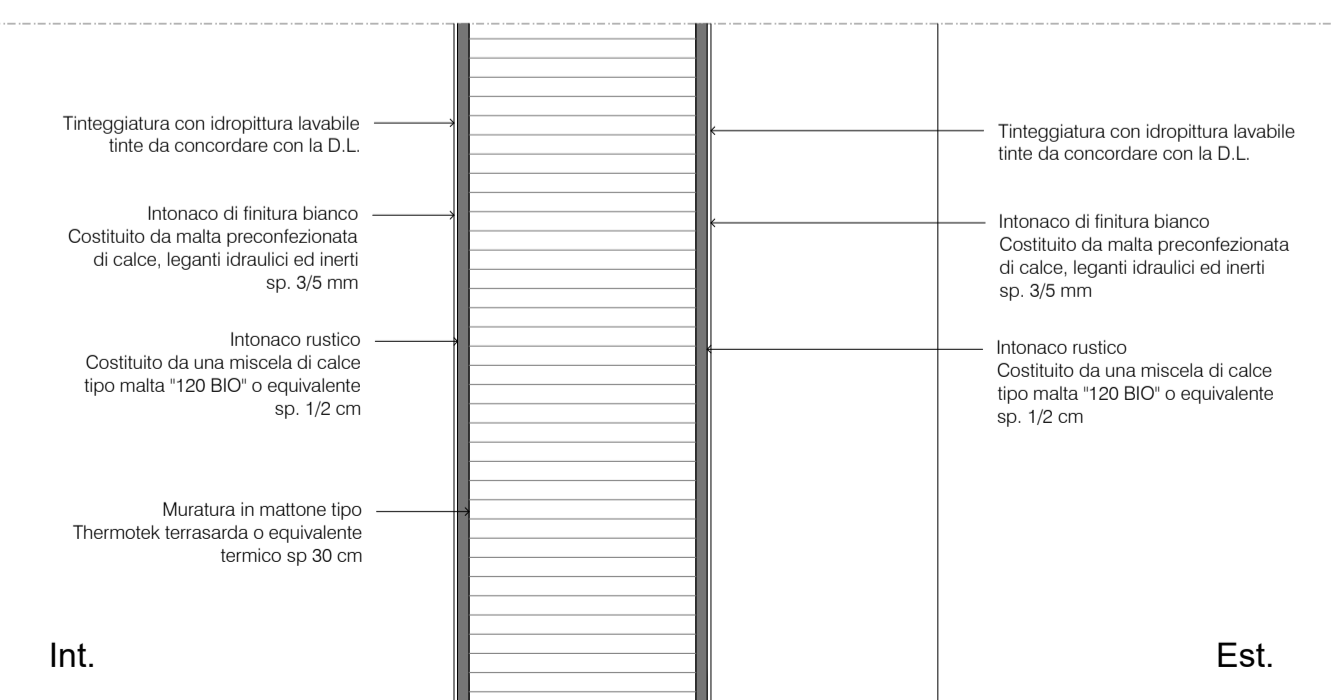 Tinteggiatura con idropittura lavabile
tinte da concordare con la D.L.
Intonaco di finitura bianco
Costituito da malta preconfezionata
di calce, leganti idraulici ed inerti
sp. 3/5 mm
Intonaco rustico
Costituito da una miscela di calce
tipo malta "120 BIO" o equivalente
sp. 1/2 cm
Muratura in mattone tipo
Thermotek terrasarda o equivalente
termico sp 30 cm
Int.
Tinteggiatura con idropittura lavabile
tinte da concordare con la D.L.
Intonaco di finitura bianco
Costituito da malta preconfezionata
di calce, leganti idraulici ed inerti
sp. 3/5 mm
Intonaco rustico
Costituito da una miscela di calce
tipo malta "120 BIO" o equivalente
sp. 1/2 cm
Est.